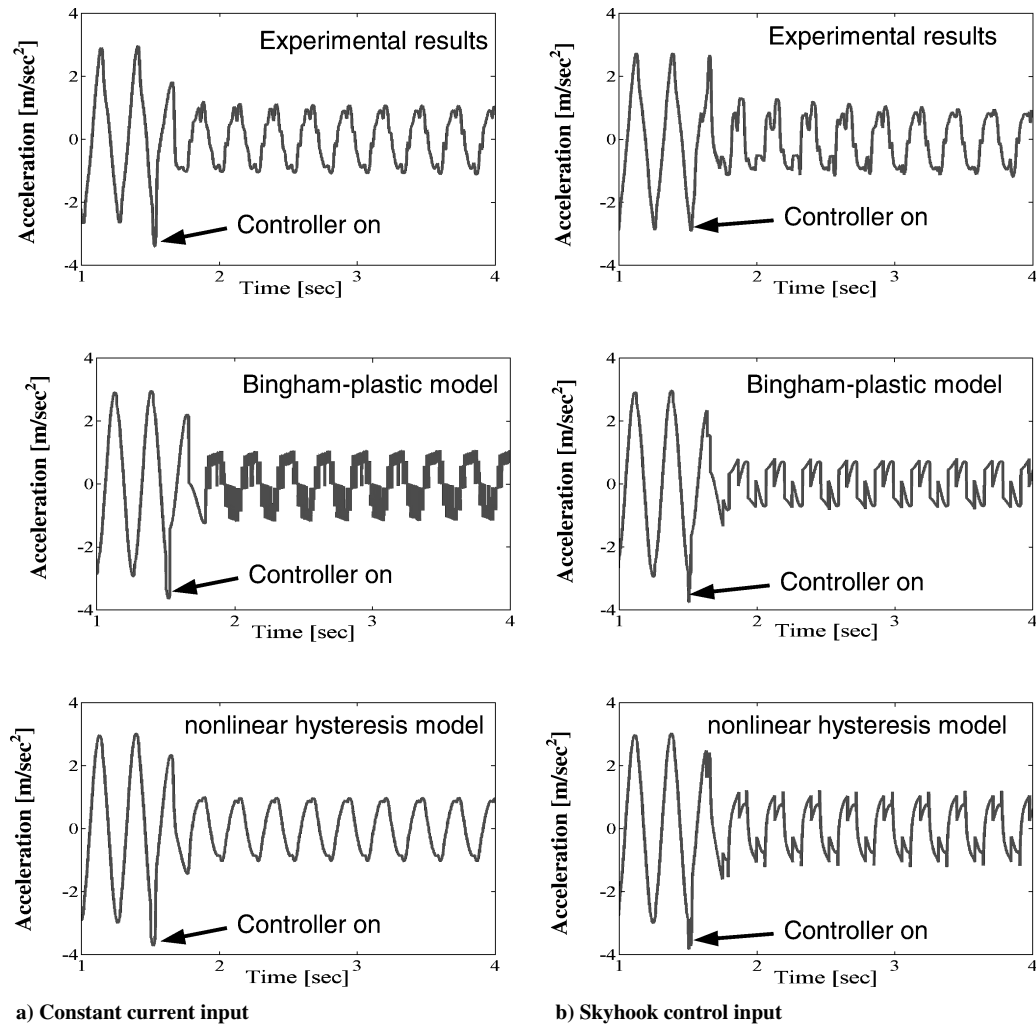 Experimental results
Acceleration [m/sec²]
4
2
0
-2
-4
Controller on
1
2
3
4
Time [sec]
Experimental results
Acceleration [m/sec²]
4
2
0
-2
-4
Controller on
1
2
3
4
Time [sec]
Bingham-plastic model
Acceleration [m/sec²]
4
2
0
-2
-4
Controller on
1
2
3
4
Time [sec]
Bingham-plastic model
Acceleration [m/sec²]
4
2
0
-2
-4
Controller on
1
2
3
4
Time [sec]
nonlinear hysteresis model
Acceleration [m/sec²]
4
2
0
-2
-4
Controller on
1
2
3
4
Time [sec]
nonlinear hysteresis model
Acceleration [m/sec²]
4
2
0
-2
-4
Controller on
1
2
3
4
Time [sec]
a) Constant current input
b) Skyhook control input